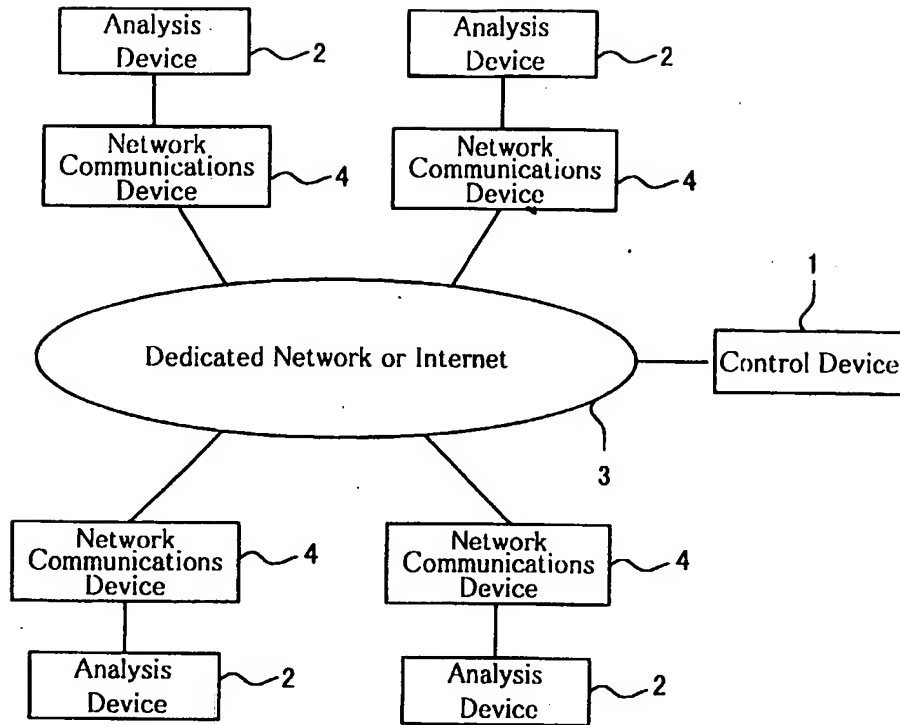 Analysis
Device
2
Analysis
Device
2
Network
Communications
Device
4
Network
Communications
Device
4
1
Dedicated Network or Internet
Control Device
3
Network
Communications
Device
4
Network
Communications
Device
4
Analysis
Device
2
Analysis
Device
2